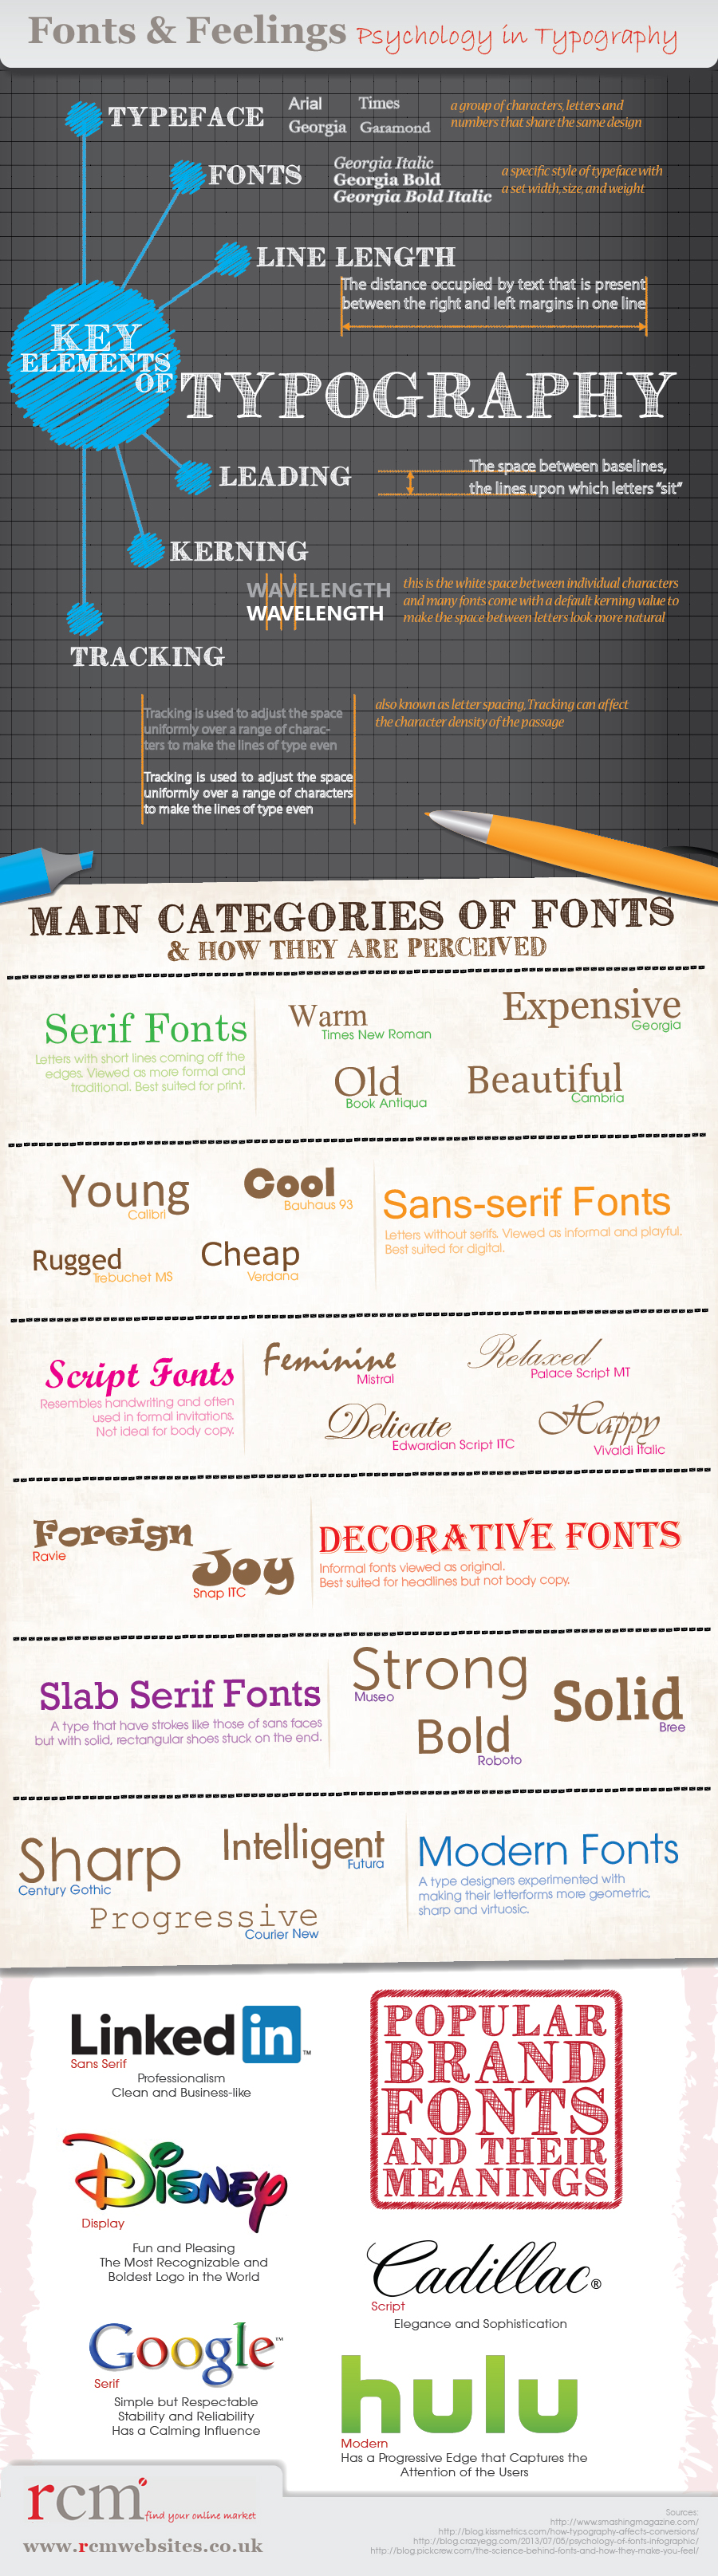 Fonts & Feelings Psychology in Typography
TYPEFACE
Arial Times
Georgia Garamond
a group of characters, letters and
numbers that share the same design
FONTS
Georgia Italic
Georgia Bold
Georgia Bold Italic
a specific style of typeface with
a set width, size, and weight
LINE LENGTH
The distance occupied by text that is present
between the right and left margins in one line
KEY
ELEMENTS
OF
TYPOGRAPHY
LEADING
The space between baselines,
the lines upon which letters "sit"
KERNING
WAVELENGTH
WAVELENGTH
this is the white space between individual characters
and many fonts come with a default kerning value to
make the space between letters look more natural
TRACKING
Tracking is used to adjust the space
uniformly over a range of charac-
ters to make the lines of type even
Tracking is used to adjust the space
uniformly over a range of characters
to make the lines of type even
also known as letter spacing, Tracking can affect
the character density of the passage
MAIN CATEGORIES OF FONTS
& HOW THEY ARE PERCEIVED
Serif Fonts
Letters with short lines coming off the
edges. Viewed as more formal and
traditional. Best suited for print.
Warm
Times New Roman
Expensive
Georgia
Old
Book Antiqua
Beautiful
Cambria
Young
Calibri
Cool
Bauhaus 93
Rugged
Trebuchet MS
Cheap
Verdana
Sans-serif Fonts
Letters without serifs. Viewed as informal and playful.
Best suited for digital.
Script Fonts
Resembles handwriting and often
used in formal invitations.
Not ideal for body copy.
Feminine
Mistral
Relaxed
Palace Script MT
Delicate
Edwardian Script ITC
Happy
Vivaldi Italic
Foreign
Ravie
Joy
Snap ITC
DECORATIVE FONTS
Informal fonts viewed as original.
Best suited for headlines but not body copy.
Slab Serif Fonts
A type that have strokes like those of sans faces
but with solid, rectangular shoes stuck on the end.
Strong
Museo
Bold
Roboto
Solid
Bree
Sharp
Century Gothic
Intelligent
Futura
Progressive
Courier New
Modern Fonts
A type designers experimented with
making their letterforms more geometric,
sharp and virtuosic.
Linked in ™
Sans Serif
Professionalism
Clean and Business-like
POPULAR
BRAND
FONTS
AND THEIR
MEANINGS
Disney
Display
Fun and Pleasing
The Most Recognizable and
Boldest Logo in the World
Cadillac ®
Script
Elegance and Sophistication
Google ™
Serif
Simple but Respectable
Stability and Reliability
Has a Calming Influence
hulu
Modern
Has a Progressive Edge that Captures the
Attention of the Users
rcm find your online market
www.rcmwebsites.co.uk
Sources:
http://www.smashingmagazine.com/
http://blog.kissmetrics.com/how-typography-affects-conversions/
http://blog.crazyegg.com/2013/07/05/psychology-of-fonts-infographic/
http://blog.pickcrew.com/the-science-behind-fonts-and-how-they-make-you-feel/